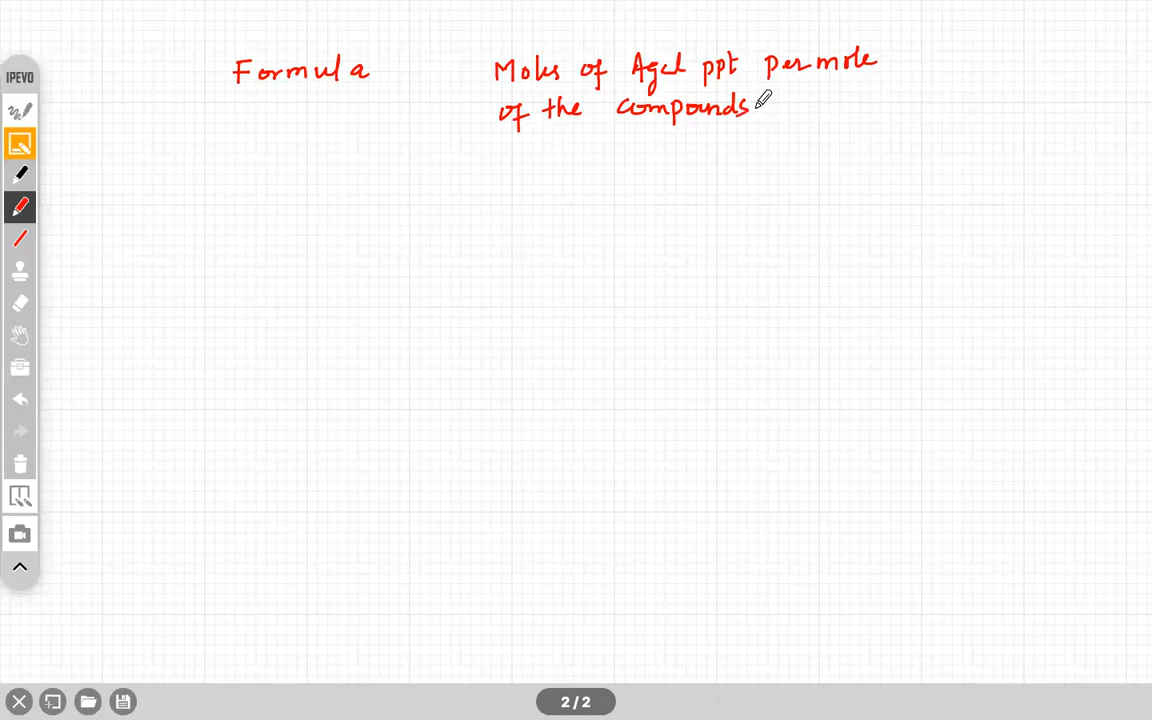 IPEVO
Formula Moles of Agcl ppt per mole
of the compounds
2 / 2